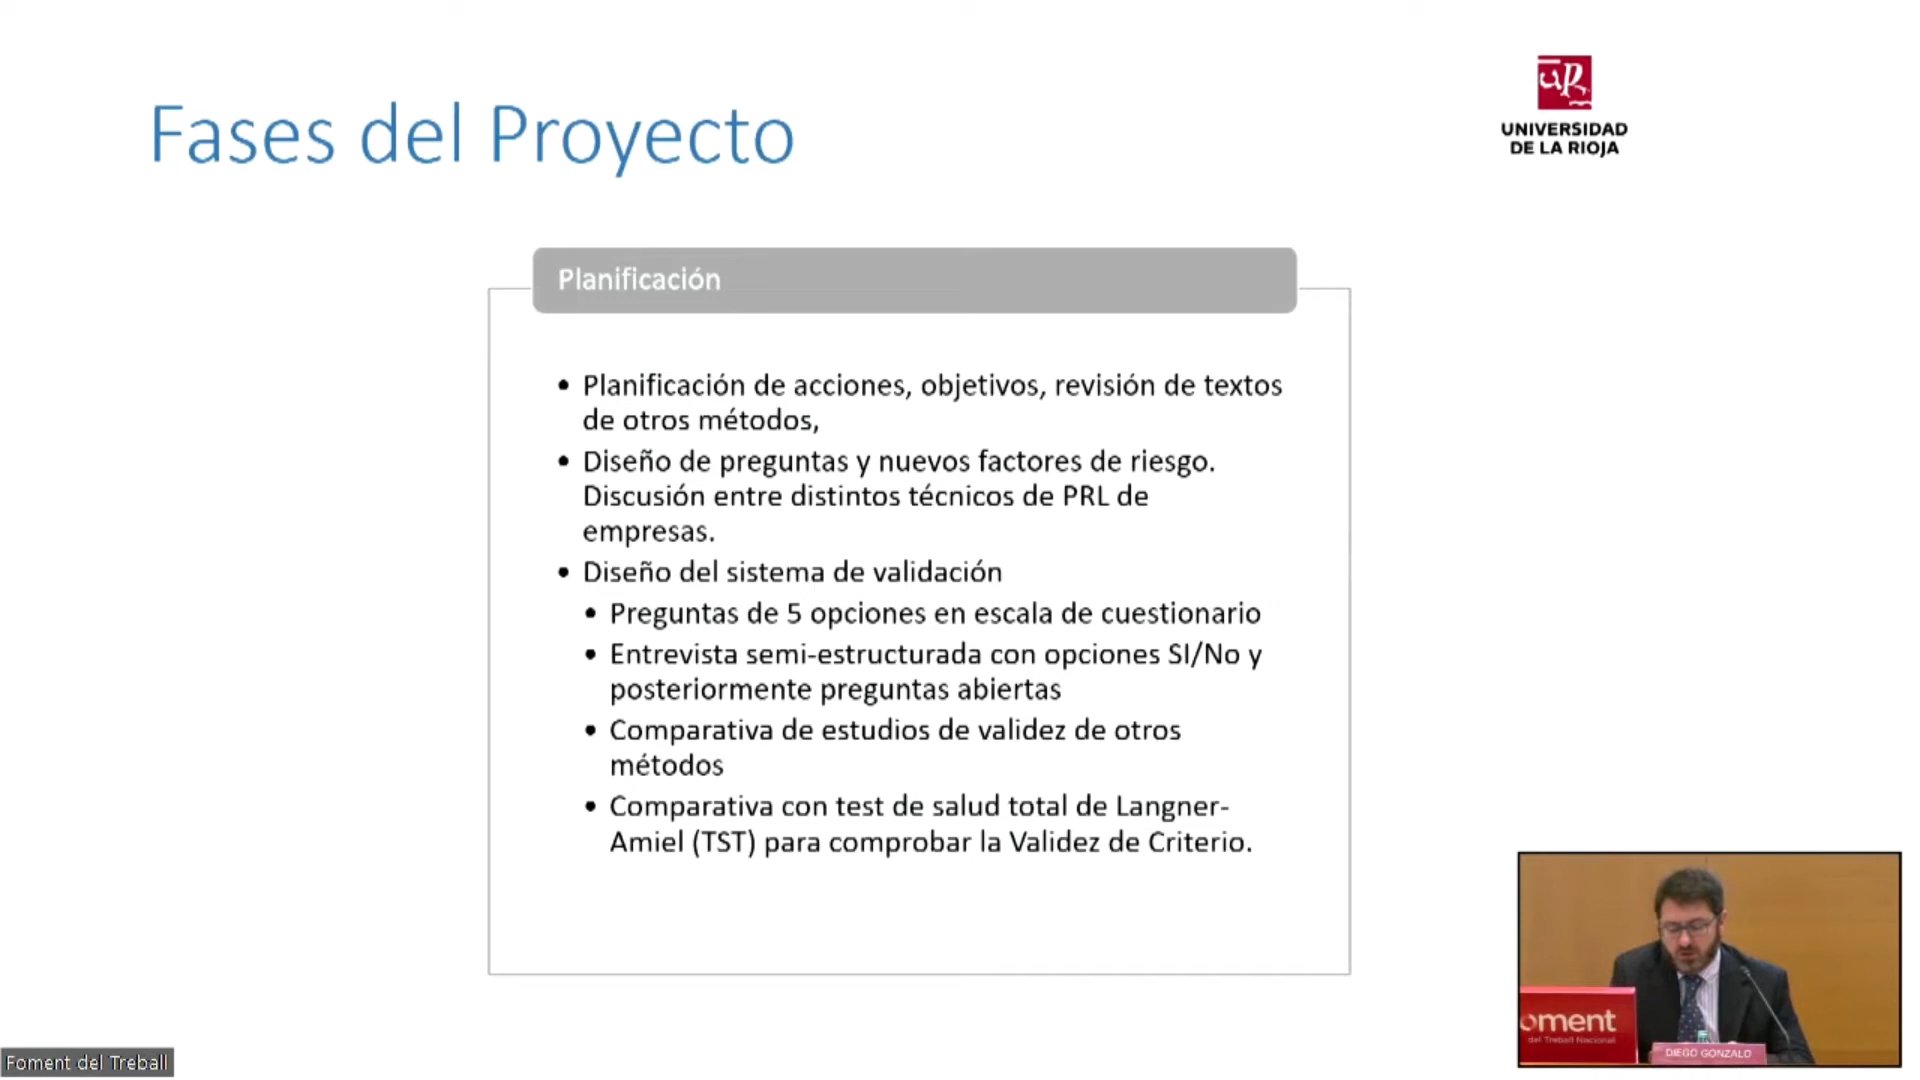 Fases del Proyecto
UNIVERSIDAD
DE LA RIOJA
Planificación
• Planificación de acciones, objetivos, revisión de textos
de otros métodos,
• Diseño de preguntas y nuevos factores de riesgo.
Discusión entre distintos técnicos de PRL de
empresas.
• Diseño del sistema de validación
• Preguntas de 5 opciones en escala de cuestionario
• Entrevista semi-estructurada con opciones SI/No y
posteriormente preguntas abiertas
• Comparativa de estudios de validez de otros
métodos
• Comparativa con test de salud total de Langner-
Amiel (TST) para comprobar la Validez de Criterio.
oment
del Treball Nacional
DIEGO GONZALO
Foment del Treball